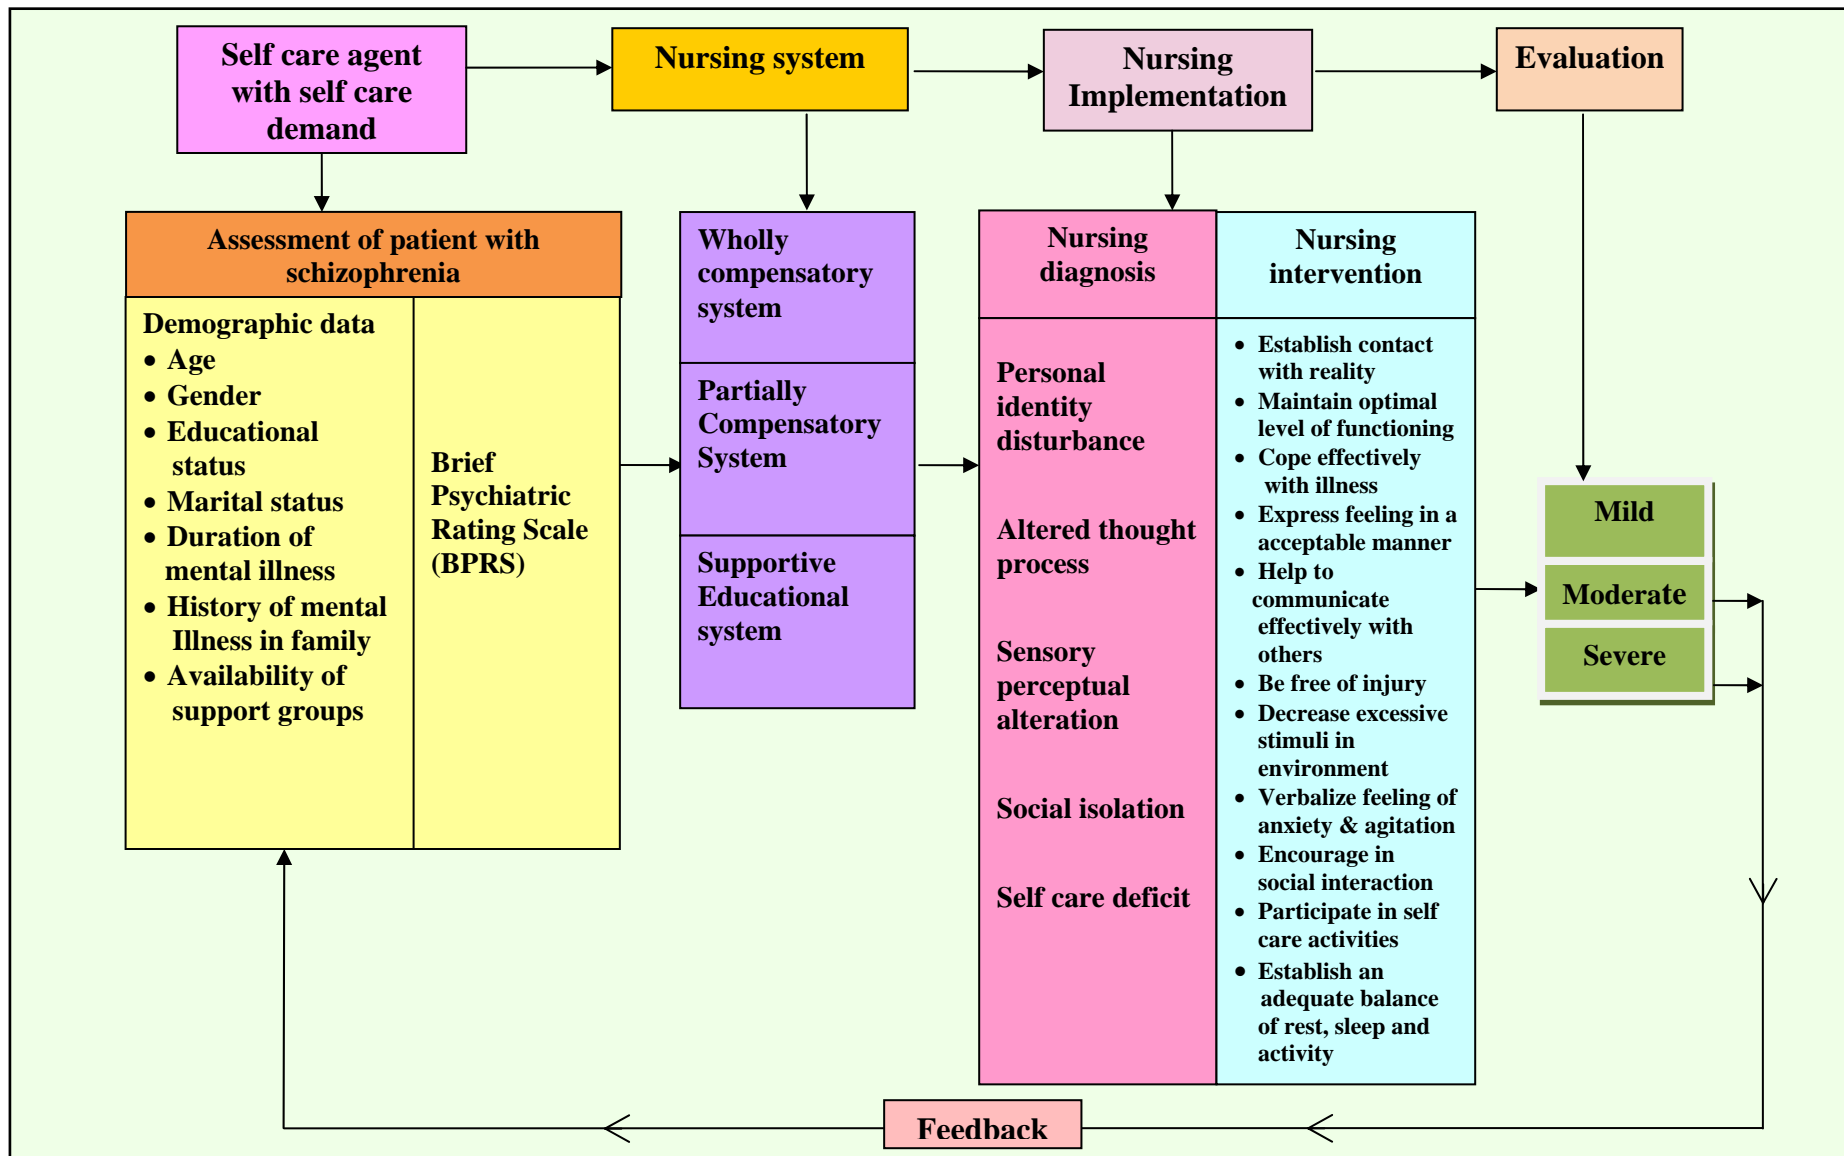 Self care agent
with self care
demand
Nursing system
Nursing
Implementation
Evaluation
Assessment of patient with
schizophrenia
Demographic data
• Age
• Gender
• Educational
status
• Marital status
• Duration of
mental illness
• History of mental
Illness in family
• Availability of
support groups
Brief
Psychiatric
Rating Scale
(BPRS)
Wholly
compensatory
system
Partially
Compensatory
System
Supportive
Educational
system
Nursing
diagnosis
Personal
identity
disturbance
Altered thought
process
Sensory
perceptual
alteration
Social isolation
Self care deficit
Nursing
intervention
• Establish contact
with reality
• Maintain optimal
level of functioning
• Cope effectively
with illness
• Express feeling in a
acceptable manner
• Help to
communicate
effectively with
others
• Be free of injury
• Decrease excessive
stimuli in
environment
• Verbalize feeling of
anxiety & agitation
• Encourage in
social interaction
• Participate in self
care activities
• Establish an
adequate balance
of rest, sleep and
activity
Mild
Moderate
Severe
Feedback